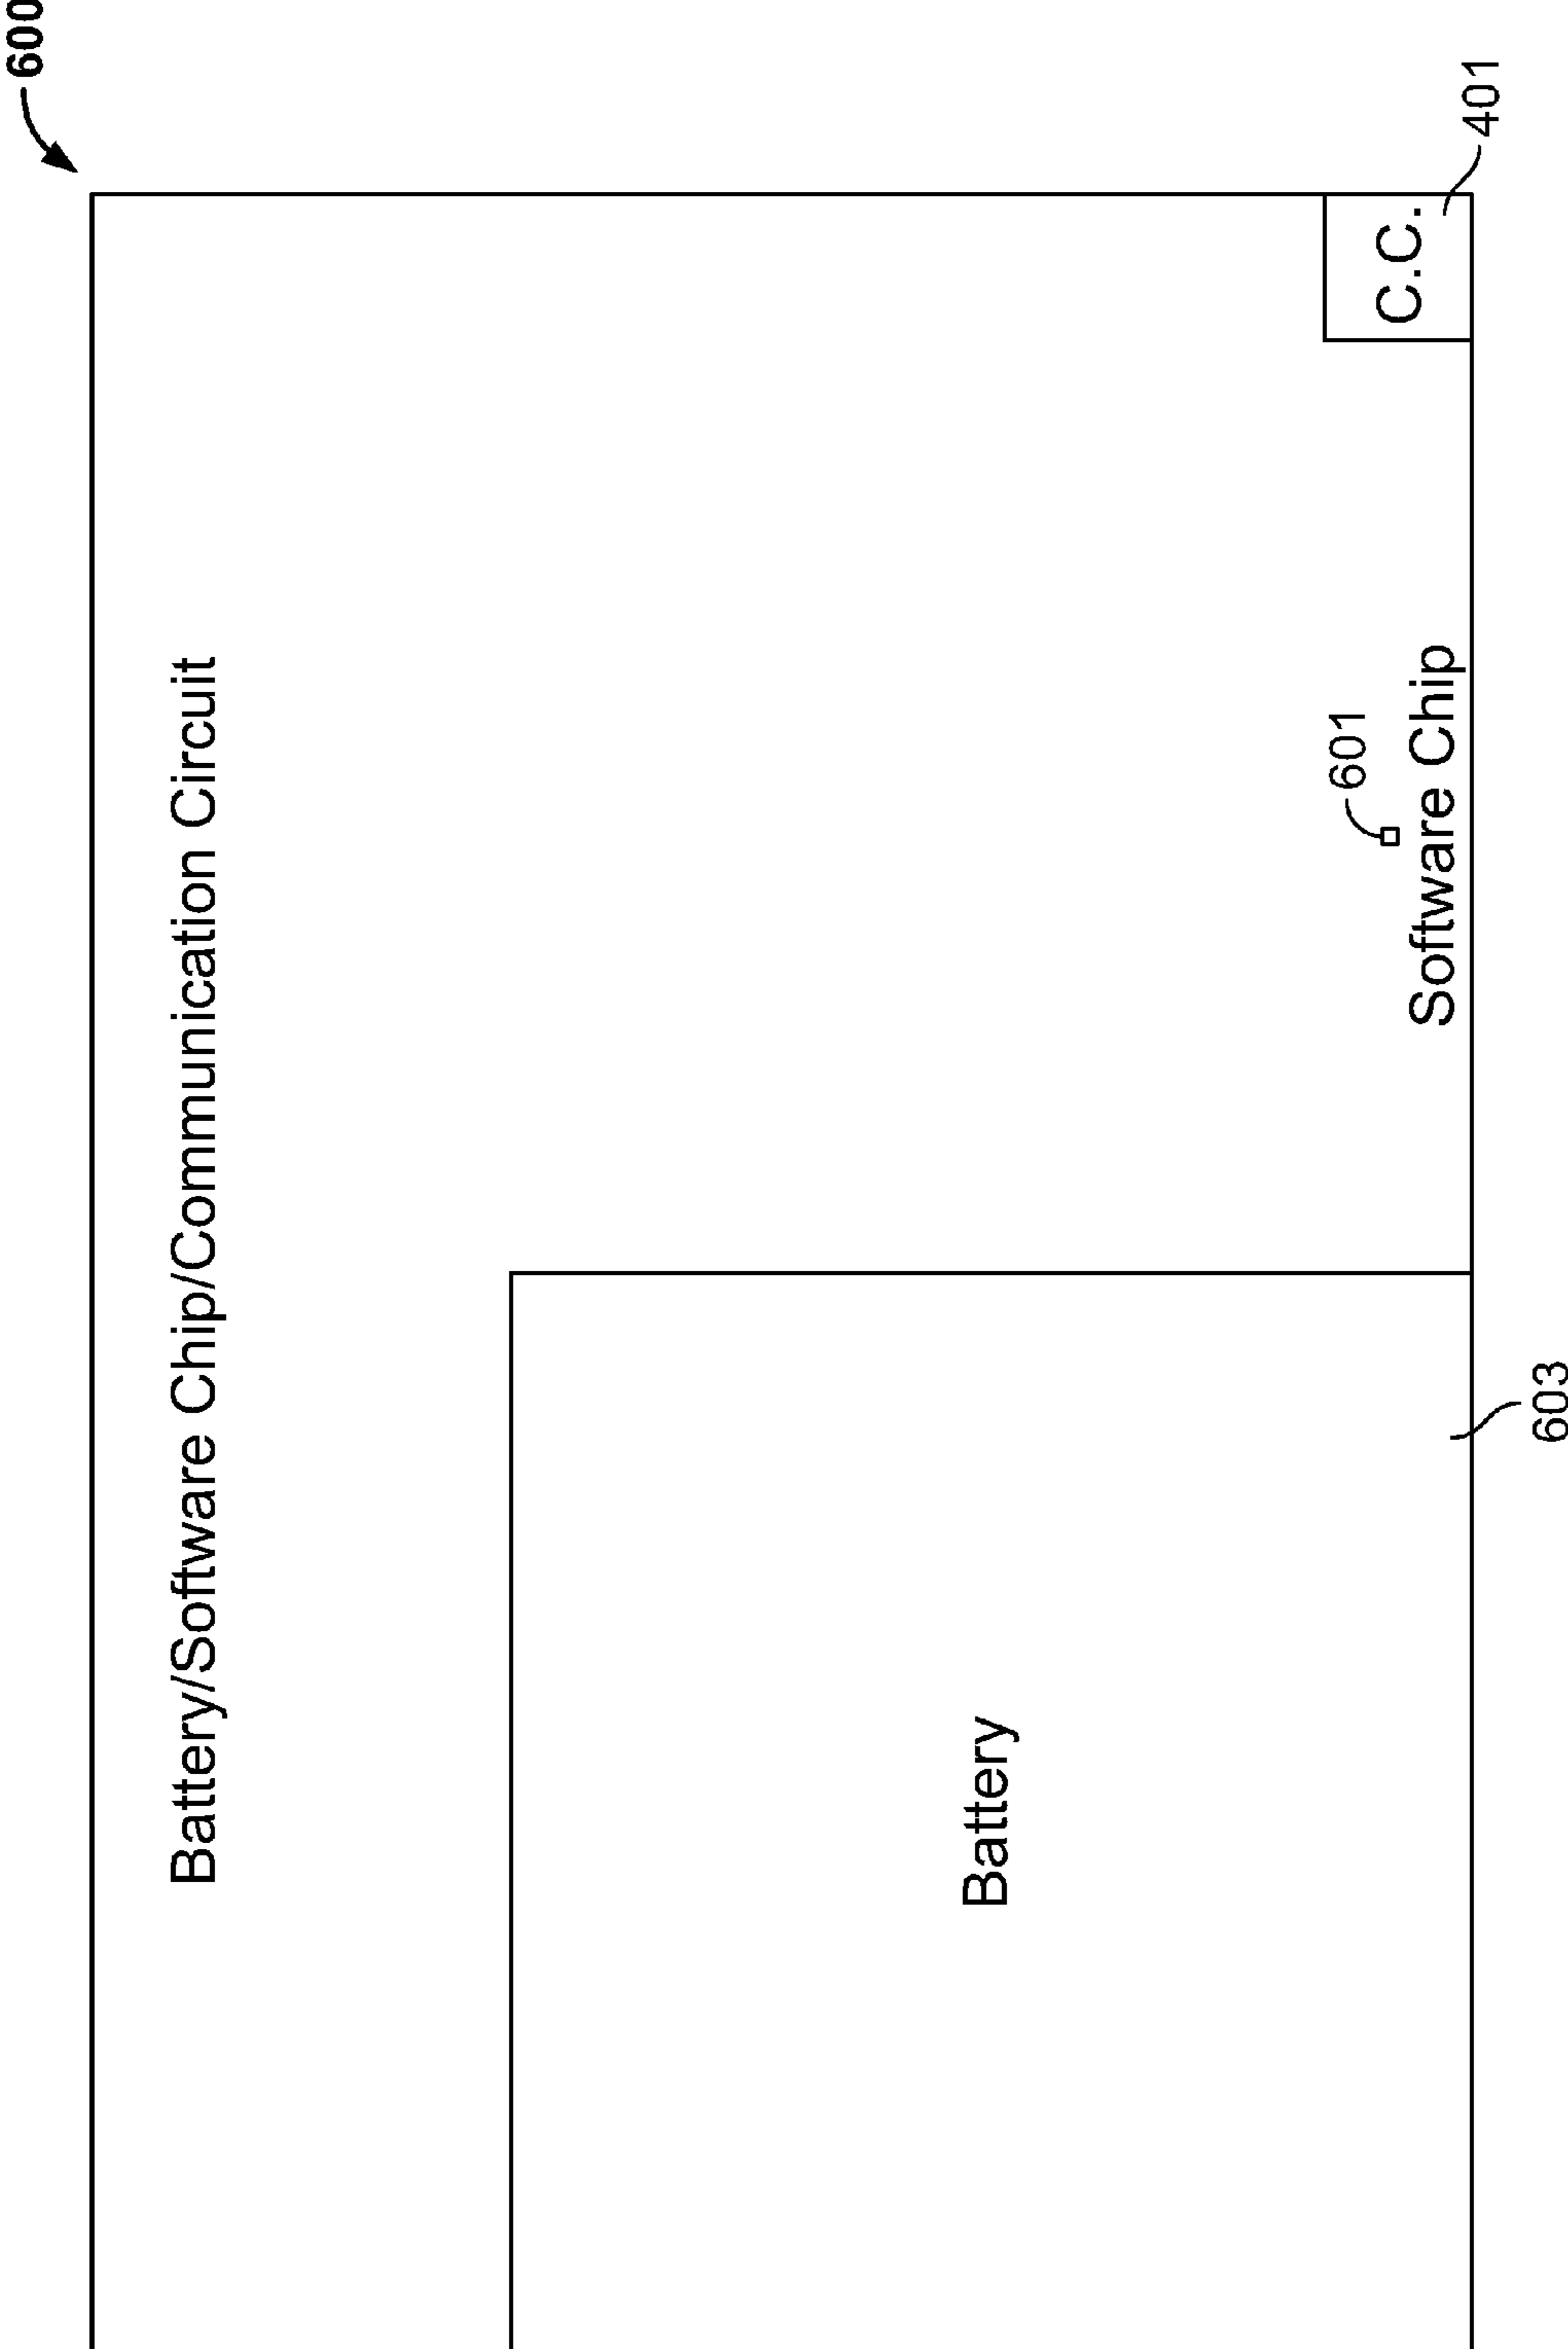 600
Battery/Software Chip/Communication Circuit
Battery
601
Software Chip
C.C.
401
603